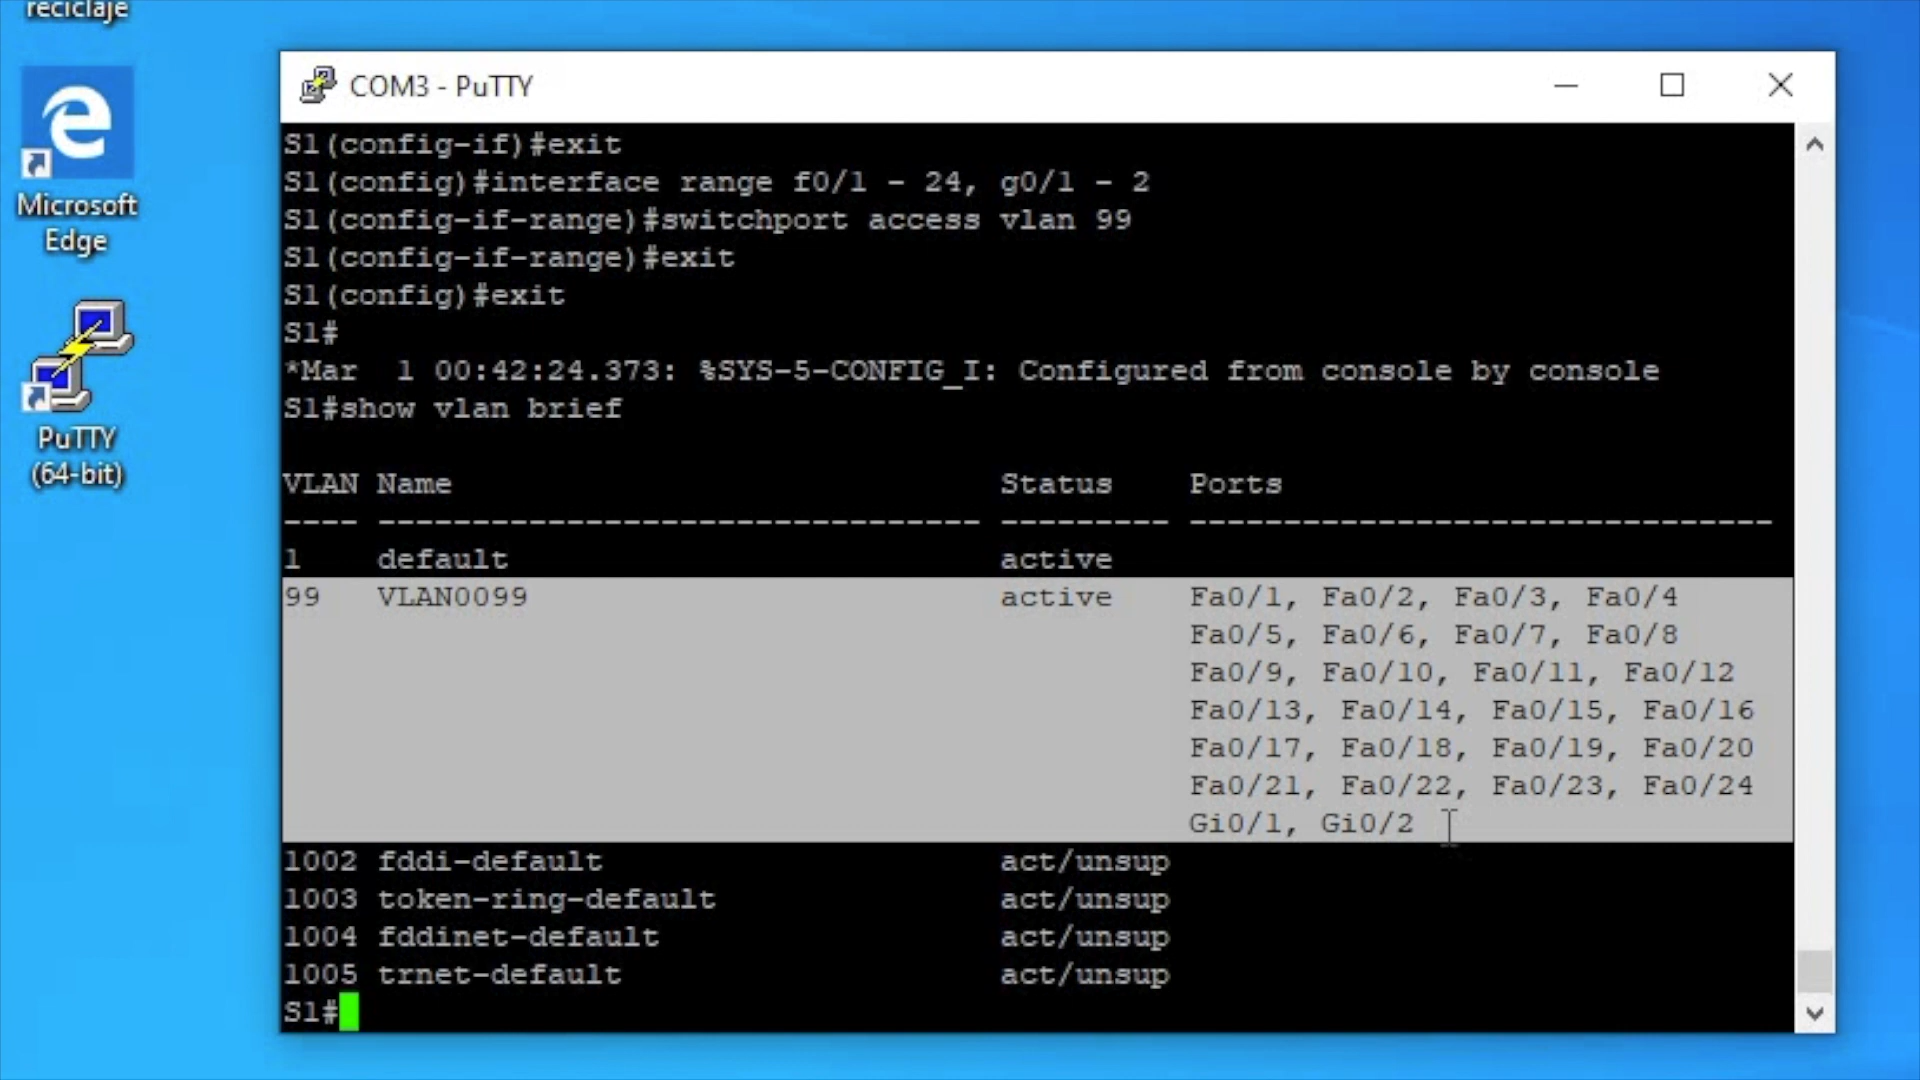 reciclaje
Microsoft
Edge
PuTTY
(64-bit)
COM3 - PuTTY
S1(config-if)#exit
S1(config)#interface range f0/1 - 24, g0/1 - 2
S1(config-if-range)#switchport access vlan 99
S1(config-if-range)#exit
S1(config)#exit
S1#
*Mar  1 00:42:24.373: %SYS-5-CONFIG_I: Configured from console by console
S1#show vlan brief
VLAN Name                             Status    Ports
---- -------------------------------- --------- -------------------------------
1    default                          active
99   VLAN0099                         active    Fa0/1, Fa0/2, Fa0/3, Fa0/4
Fa0/5, Fa0/6, Fa0/7, Fa0/8
Fa0/9, Fa0/10, Fa0/11, Fa0/12
Fa0/13, Fa0/14, Fa0/15, Fa0/16
Fa0/17, Fa0/18, Fa0/19, Fa0/20
Fa0/21, Fa0/22, Fa0/23, Fa0/24
Gi0/1, Gi0/2
1002 fddi-default                     act/unsup
1003 token-ring-default               act/unsup
1004 fddinet-default                  act/unsup
1005 trnet-default                    act/unsup
S1#